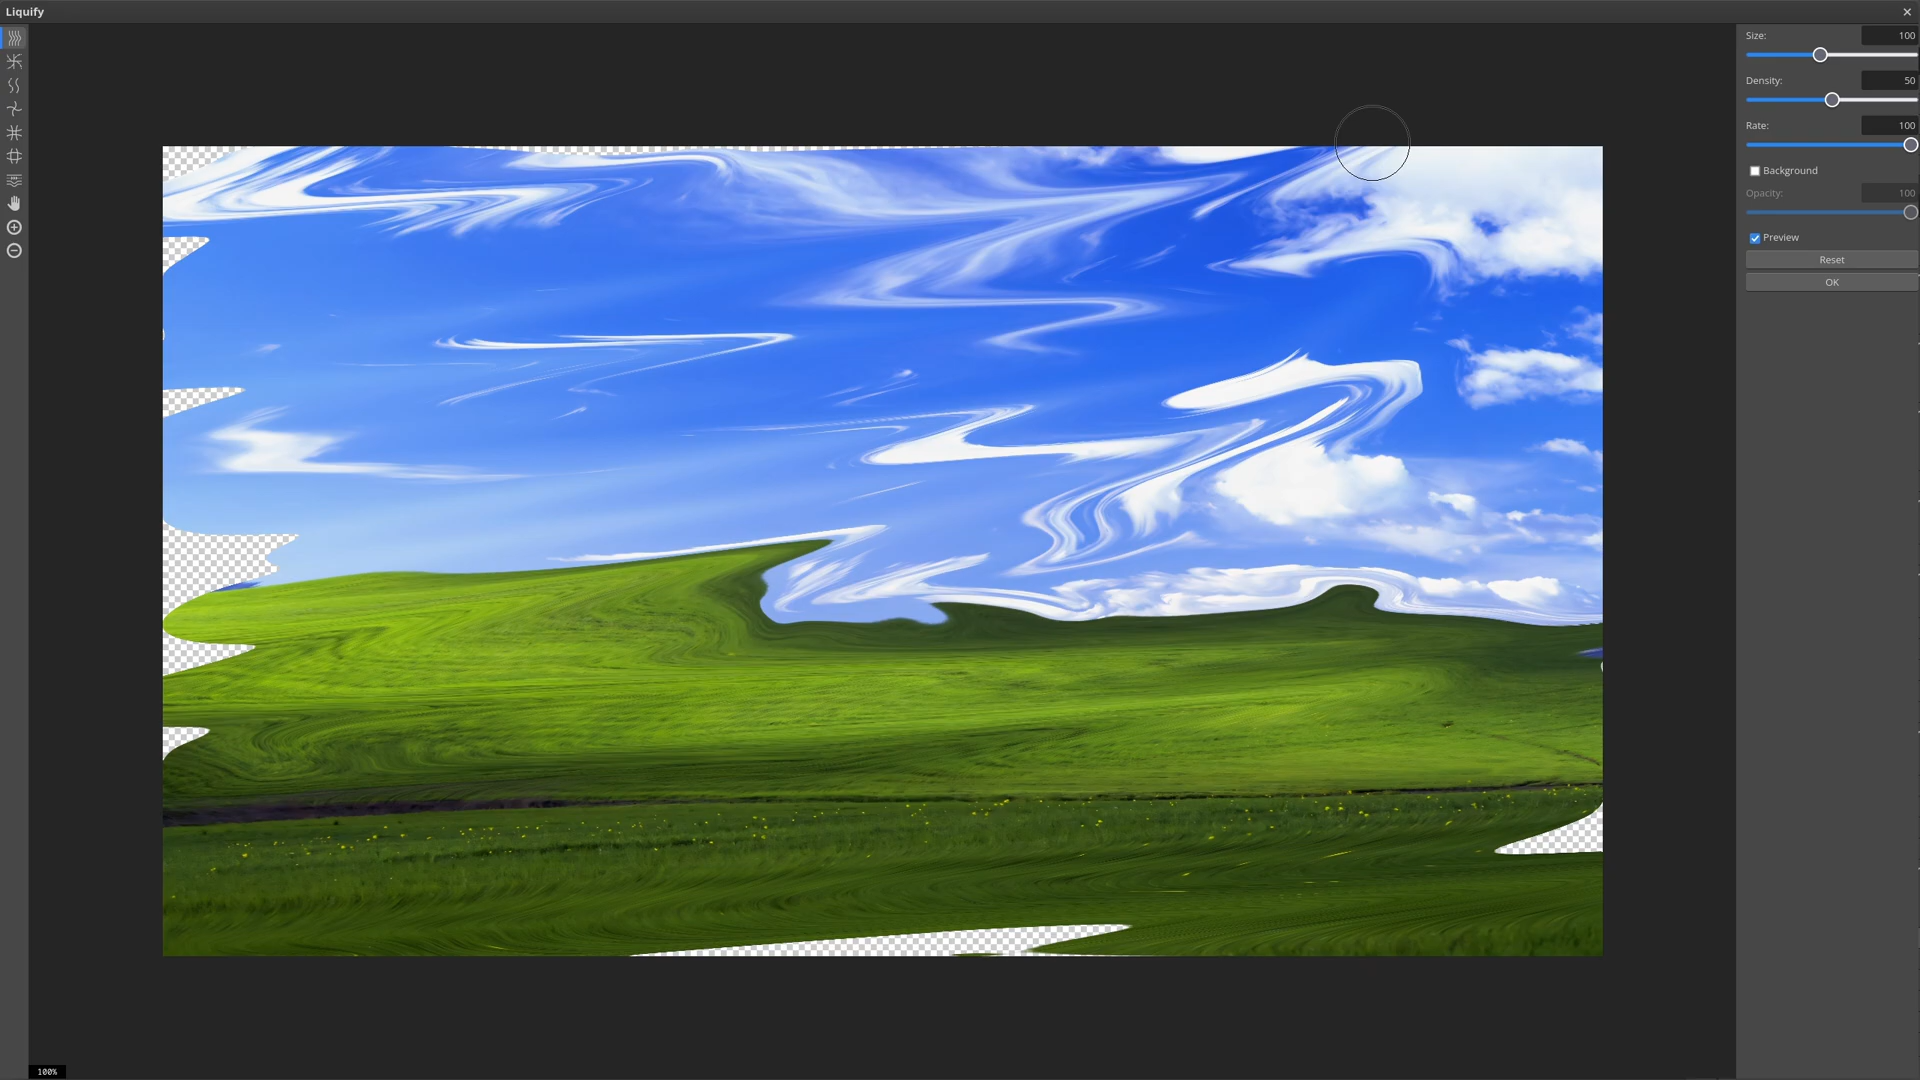 Liquify
Size: 100
Density: 50
Rate: 100
Background
Opacity: 100
Preview
Reset
OK
100%